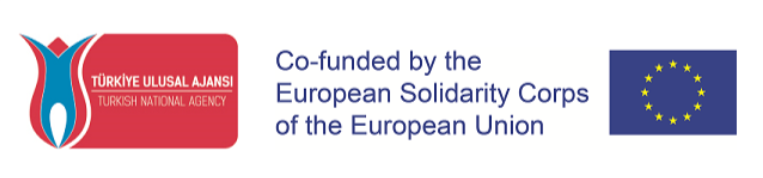 TÜRKİYE ULUSAL AJANSI
TURKISH NATIONAL AGENCY
Co-funded by the
European Solidarity Corps
of the European Union